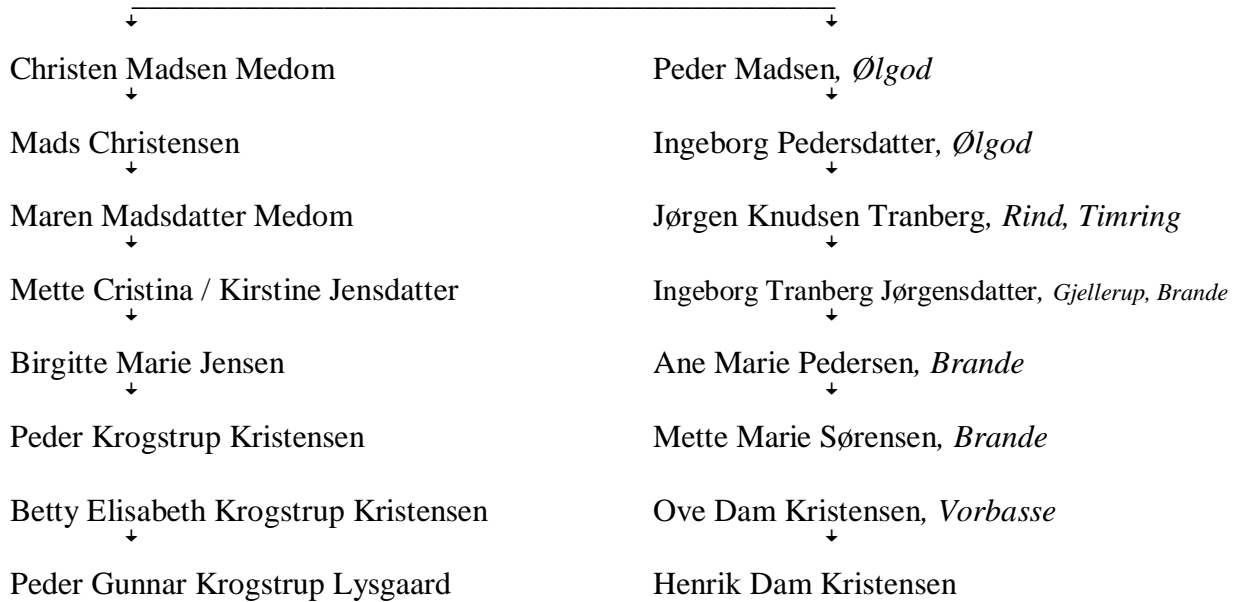 Christen Madsen Medom Peder Madsen, Ølgod
Mads Christensen Ingeborg Pedersdatter, Ølgod
Maren Madsdatter Medom Jørgen Knudsen Tranberg, Rind, Timring
Mette Cristina / Kirstine Jensdatter Ingeborg Tranberg Jørgensdatter, Gjellerup, Brande
Birgitte Marie Jensen Ane Marie Pedersen, Brande
Peder Krogstrup Kristensen Mette Marie Sørensen, Brande
Betty Elisabeth Krogstrup Kristensen Ove Dam Kristensen, Vorbasse
Peder Gunnar Krogstrup Lysgaard Henrik Dam Kristensen